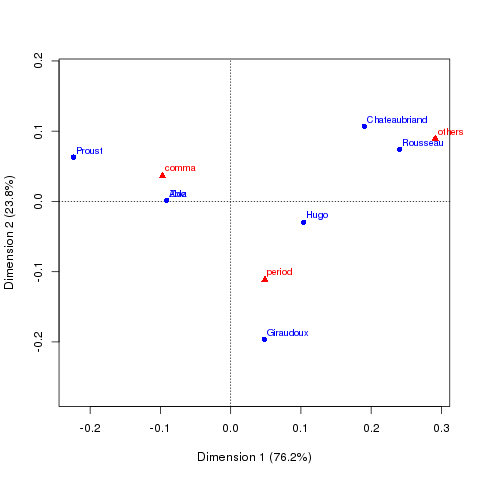 0.2
0.1
0.0
-0.1
-0.2
Dimension 2 (23.8%)
Chateaubriand
others
Rousseau
Proust
comma
Hugo
period
Giraudoux
-0.2
-0.1
0.0
0.1
0.2
0.3
Dimension 1 (76.2%)